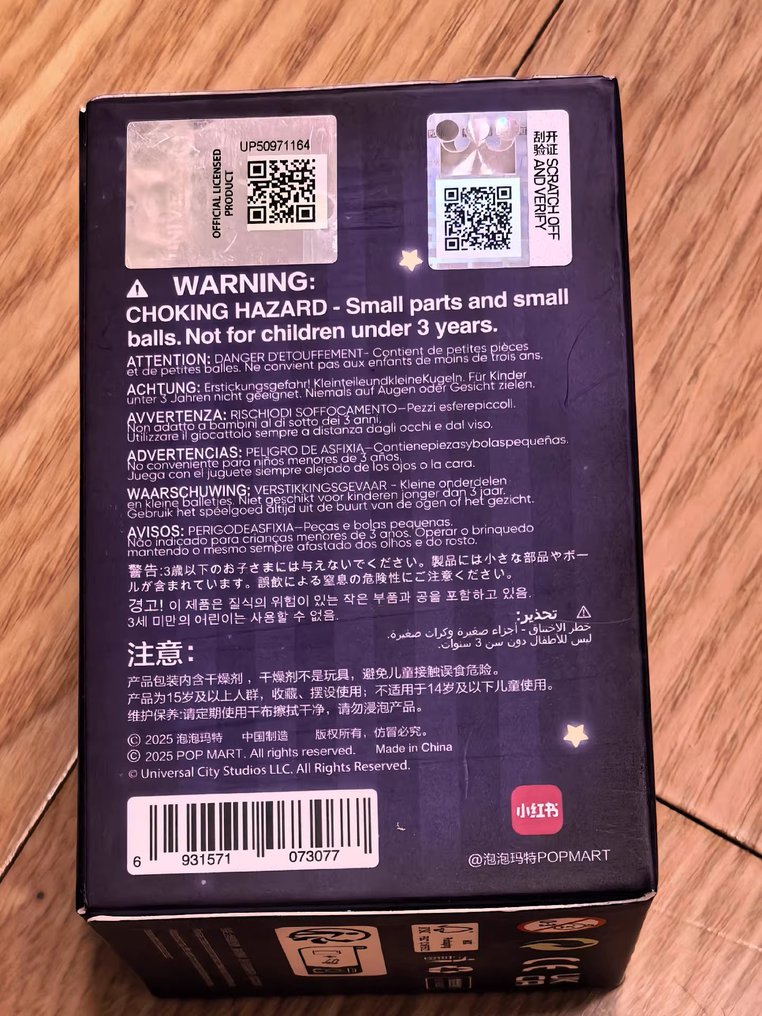 UP50971164
OFFICIAL LICENSED
PRODUCT
刮开
验证
SCRATCH OFF
AND VERIFY
⚠ WARNING:
CHOKING HAZARD - Small parts and small
balls. Not for children under 3 years.
ATTENTION: DANGER D'ETOUFFEMENT- Contient de petites pièces
et de petites balles. Ne convient pas aux enfants de moins de trois ans.
ACHTUNG: Erstickungsgefahr! KleinteileundkleineKugeln. Für Kinder
unter 3 Jahren nicht geeignet. Niemals auf Augen oder Gesicht zielen.
AVVERTENZA: RISCHIODI SOFFOCAMENTO–Pezzi esferepiccoli.
Non adatto a bambini al di sotto dei 3 anni.
Utilizzare il giocattolo sempre a distanza dagli occhi e dal viso.
ADVERTENCIAS: PELIGRO DE ASFIXIA–Contienepiezasybolaspequeñas.
No conveniente para niños menores de 3 años.
Juega con el juguete siempre alejado de los ojos o la cara.
WAARSCHUWING: VERSTIKKINGSGEVAAR - Kleine onderdelen
en kleine balletjes. Niet geschikt voor kinderen jonger dan 3 jaar.
Gebruik het speelgoed altijd uit de buurt van de ogen of het gezicht.
AVISOS: PERIGODEASFIXIA–Peças e bolas pequenas.
Não indicado para crianças menores de 3 anos. Operar o brinquedo
mantendo o mesmo sempre afastado dos olhos e do rosto.
警告:3歳以下のお子さまには与えないでください。製品には小さな部品やボー
ルが含まれています。誤飲による窒息の危険性にご注意ください。
경고! 이 제품은 질식의 위험이 있는 작은 부품과 공을 포함하고 있음.
3세 미만의 어린이는 사용할 수 없음.
⚠ تحذير:
خطر الاختناق - أجزاء صغيرة وكرات صغيرة.
ليس للأطفال دون سن 3 سنوات.
注意:
产品包装内含干燥剂，干燥剂不是玩具，避免儿童接触误食危险。
产品为15岁及以上人群，收藏、摆设使用；不适用于14岁及以下儿童使用。
维护保养:请定期使用干布擦拭干净，请勿浸泡产品。
© 2025 泡泡玛特 中国制造 版权所有，仿冒必究。
© 2025 POP MART. All rights reserved. Made in China
© Universal City Studios LLC. All Rights Reserved.
6 931571 073077
小红书
@泡泡玛特POPMART